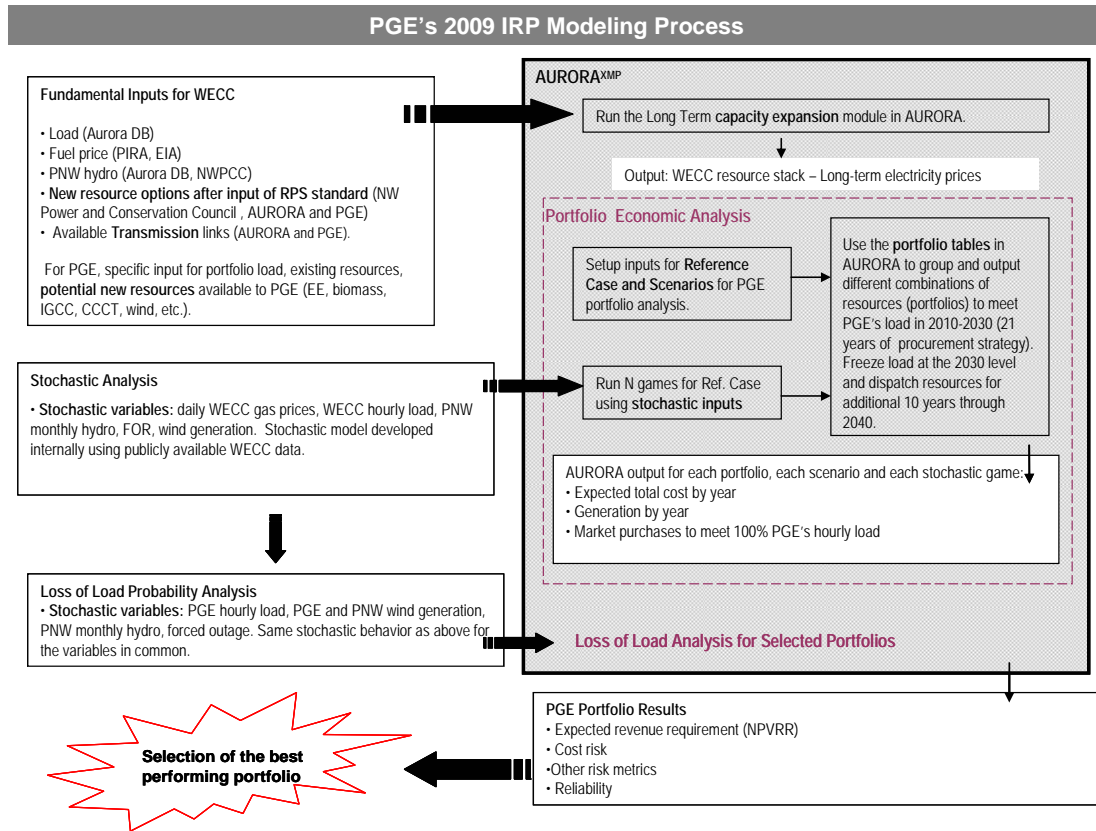 PGE's 2009 IRP Modeling Process
Fundamental Inputs for WECC
• Load (Aurora DB)
• Fuel price (PIRA, EIA)
• PNW hydro (Aurora DB, NWPCC)
• New resource options after input of RPS standard (NW
Power and Conservation Council , AURORA and PGE)
• Available Transmission links (AURORA and PGE).
For PGE, specific input for portfolio load, existing resources,
potential new resources available to PGE (EE, biomass,
IGCC, CCCT, wind, etc.).
Stochastic Analysis
• Stochastic variables: daily WECC gas prices, WECC hourly load, PNW
monthly hydro, FOR, wind generation. Stochastic model developed
internally using publicly available WECC data.
Loss of Load Probability Analysis
• Stochastic variables: PGE hourly load, PGE and PNW wind generation,
PNW monthly hydro, forced outage. Same stochastic behavior as above for
the variables in common.
AURORAXMP
Run the Long Term capacity expansion module in AURORA.
Output: WECC resource stack – Long-term electricity prices
Portfolio Economic Analysis
Setup inputs for Reference
Case and Scenarios for PGE
portfolio analysis.
Run N games for Ref. Case
using stochastic inputs
Use the portfolio tables in
AURORA to group and output
different combinations of
resources (portfolios) to meet
PGE's load in 2010-2030 (21
years of procurement strategy).
Freeze load at the 2030 level
and dispatch resources for
additional 10 years through
2040.
AURORA output for each portfolio, each scenario and each stochastic game:
• Expected total cost by year
• Generation by year
• Market purchases to meet 100% PGE's hourly load
Loss of Load Analysis for Selected Portfolios
PGE Portfolio Results
• Expected revenue requirement (NPVRR)
• Cost risk
•Other risk metrics
• Reliability
Selection of the best
performing portfolio